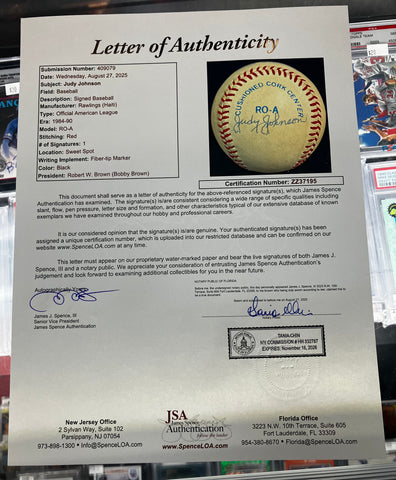 Letter of Authenticity
Submission Number: 409079
Date: Wednesday, August 27, 2025
Subject: Judy Johnson
Field: Baseball
Description: Signed Baseball
Manufacturer: Rawlings (Haiti)
Type: Official American League
Year: 1984-90
Model: RO-A
Stitching: Red
# Signatures: 1
Location: Sweet Spot
Writing Implement: Fiber-tip Marker
Color: Black
President: Robert W. Brown (Bobby Brown)
CUSHIONED CORK CENTER
RO-A
Judy Johnson
Certification Number: ZZ37195
This document shall serve as a letter of authenticity for the above-referenced signature(s), which James Spence
Authentication has examined. The signature(s) is/are consistent considering a wide range of specific qualities including
slant, flow, pen pressure, letter size and formation, and other characteristics typical of our extensive database of known
exemplars we have examined throughout our hobby and professional careers.
It is our considered opinion that the signature(s) is/are genuine. Your authenticated item(s) has been
assigned a unique certification number, which is uploaded into our restricted database and can be confirmed on our
website www.SpenceLOA.com at any time.
This letter must appear on our proprietary water-marked paper and bear the live signatures of both James J.
Spence, III and a notary public. We appreciate your consideration of entrusting James Spence Authentication's
judgement and look forward to examining additional collectibles for you in the near future.
Autographically Yours,
James J. Spence, III
Senior Vice President
James Spence Authentication
NOTARY PUBLIC OF FLORIDA
TANIA CHIN
NY COMMISSION # HH 332787
EXPIRES: November 16, 2026
New Jersey Office
2 Sylvan Way, Suite 102
Parsippany, NJ 07054
973-898-1300 • Info@SpenceLOA.com
JSA
James Spence
Authentication
Follow the leader
www.SpenceLOA.com
Florida Office
3223 N.W. 10th Terrace, Suite 605
Fort Lauderdale, FL 33309
954-380-8670 • Florida@SpenceLOA.com